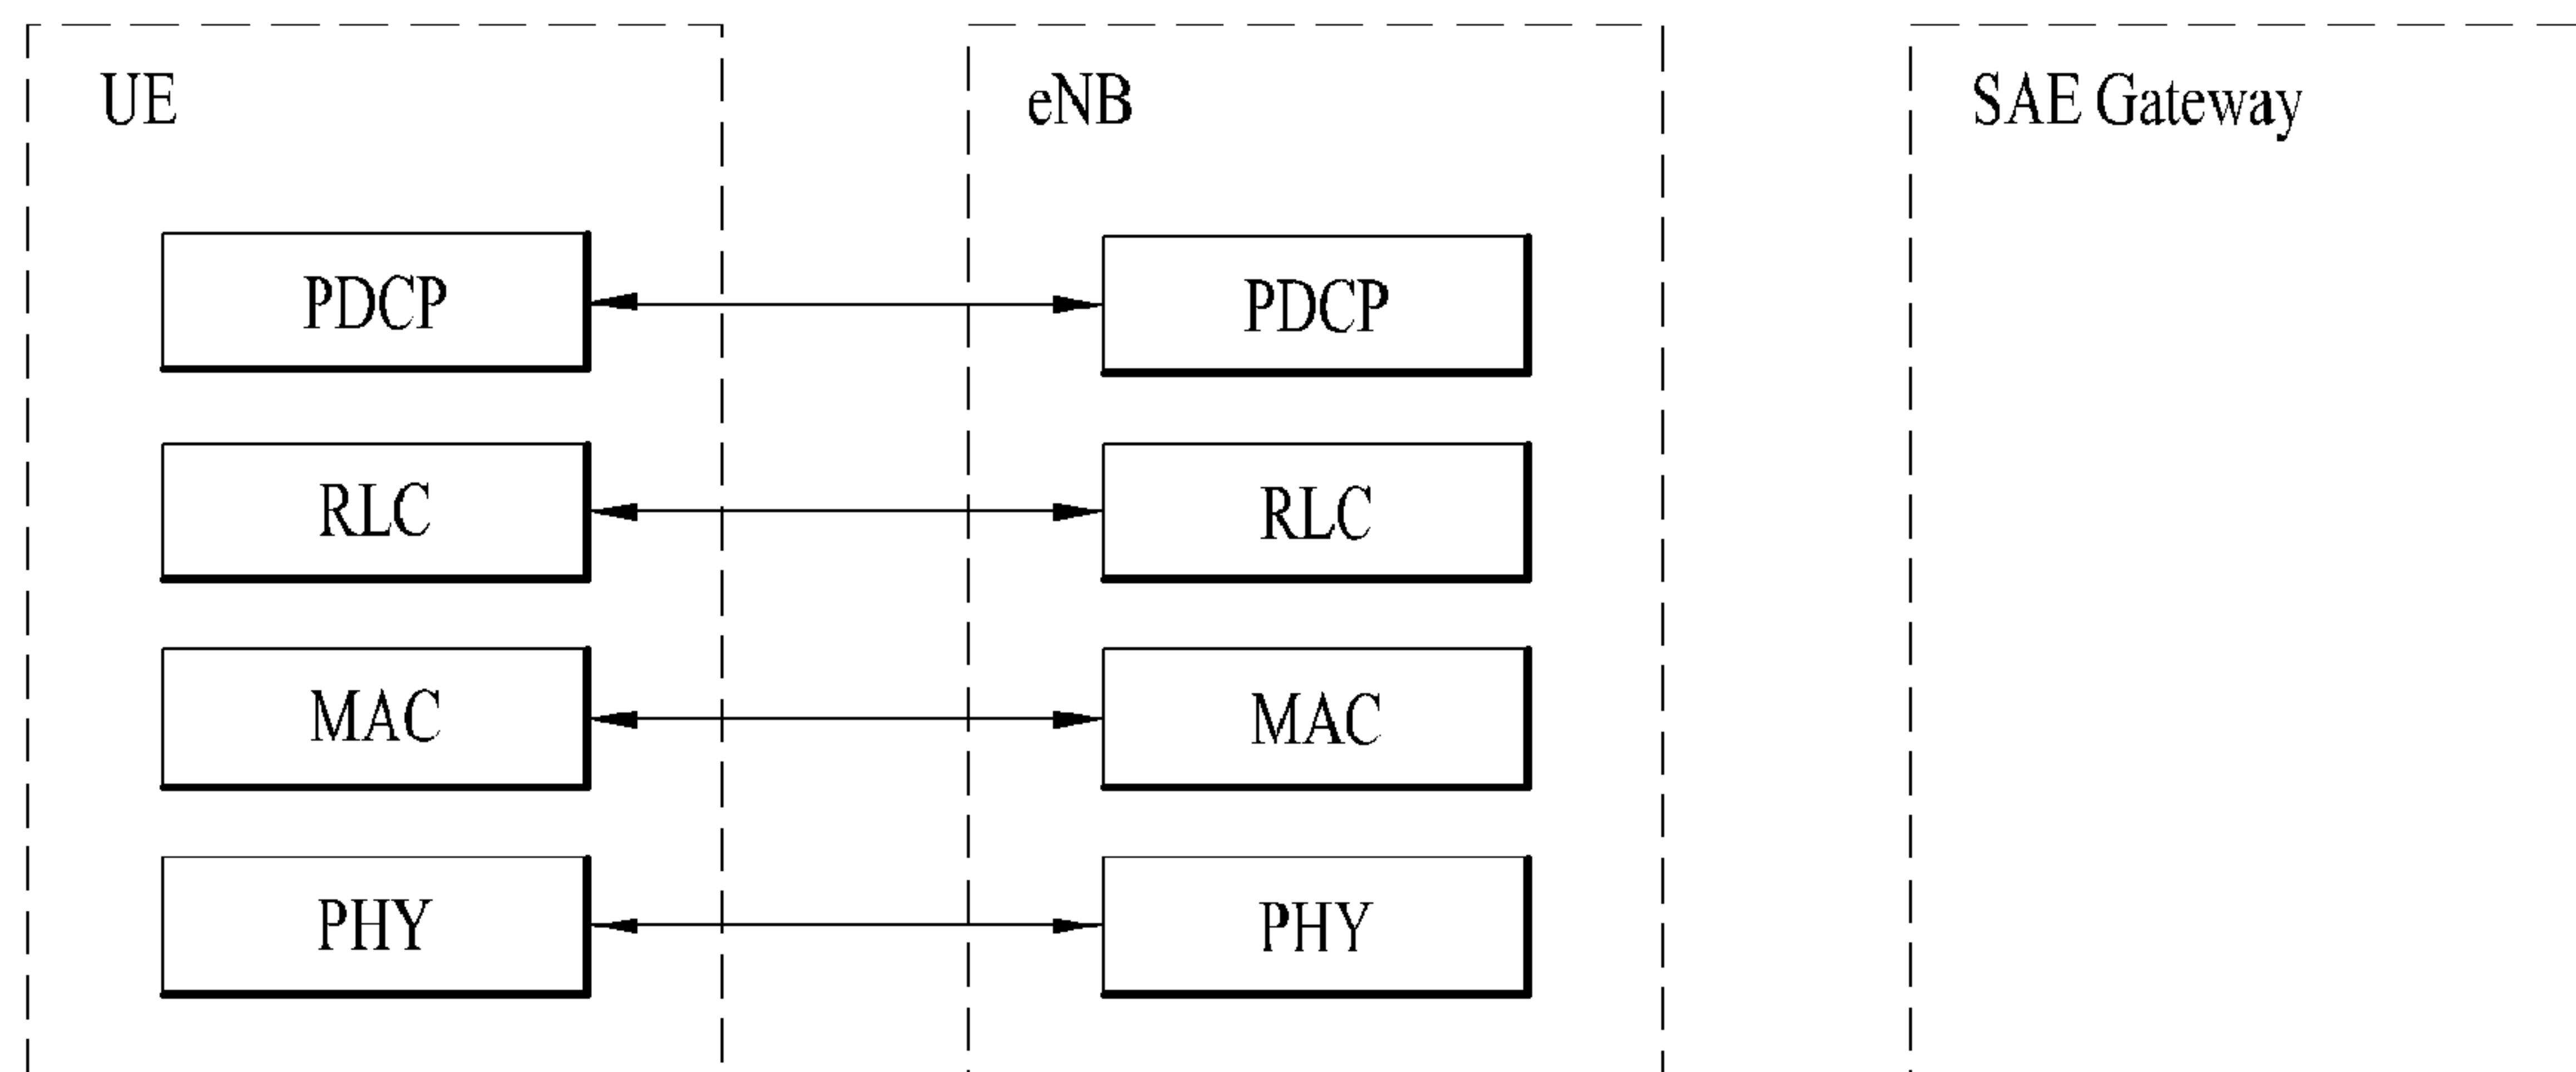 UE
eNB
SAE Gateway
PDCP
PDCP
RLC
RLC
MAC
MAC
PHY
PHY